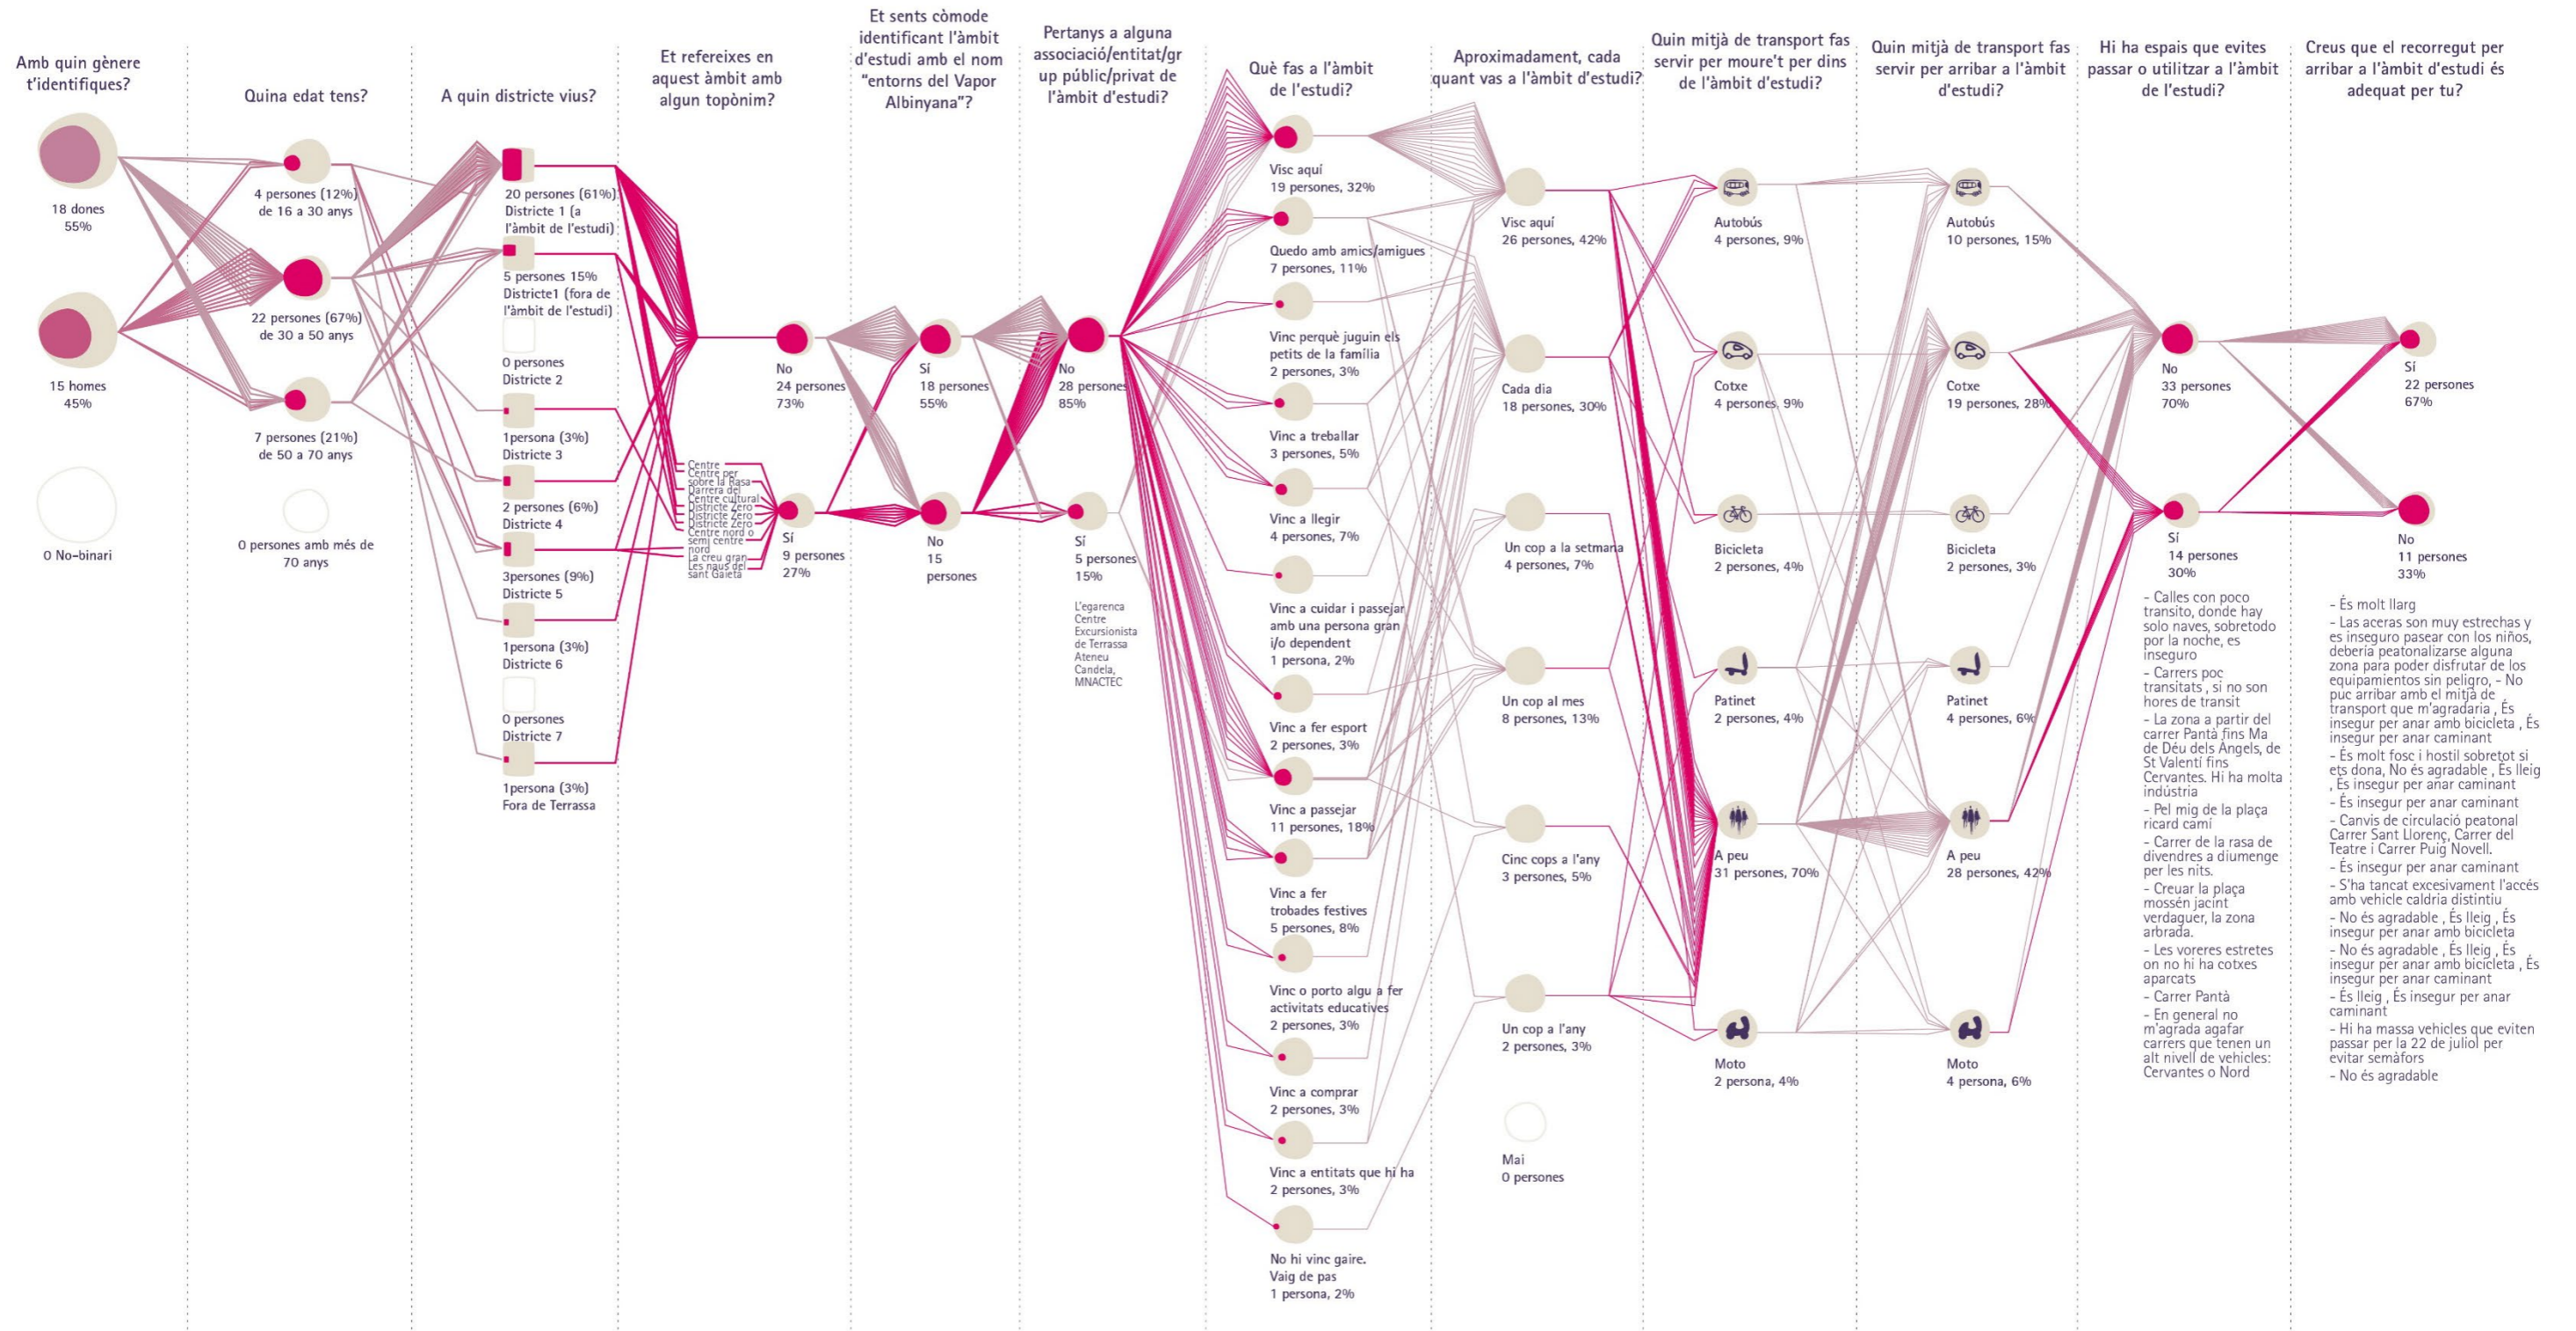 Amb quin gènere
t'identifiques?
18 dones
55%
15 homes
45%
0 No-binari
Quina edat tens?
4 persones (12%)
de 16 a 30 anys
22 persones (67%)
de 30 a 50 anys
7 persones (21%)
de 50 a 70 anys
0 persones amb més de
70 anys
A quin districte vius?
20 persones (61%)
Districte 1 (a
l'àmbit de l'estudi)
5 persones 15%
Districte1 (fora de
l'àmbit de l'estudi)
0 persones
Districte 2
1persona (3%)
Districte 3
2 persones (6%)
Districte 4
3persones (9%)
Districte 5
1persona (3%)
Districte 6
0 persones
Districte 7
1persona (3%)
Fora de Terrassa
Et refereixes en
aquest àmbit amb
algun topònim?
No
24 persones
73%
Centre
Centre per
sobre la Rasa
Darrera del
Centre cultural
Districte Zero
Districte Zero
Districte Zero
Centre nord o
semi centre
nord
La creu gran
Les naus del
sant Gaietà
Sí
9 persones
27%
Et sents còmode
identificant l'àmbit
d'estudi amb el nom
"entorns del Vapor
Albinyana"?
Sí
18 persones
55%
No
15
persones
Pertanys a alguna
associació/entitat/gr
up públic/privat de
l'àmbit d'estudi?
No
28 persones
85%
Sí
5 persones
15%
L'egarenca
Centre
Excursionista
de Terrassa
Ateneu
Candela,
MNACTEC
Què fas a l'àmbit
de l'estudi?
Visc aquí
19 persones, 32%
Quedo amb amics/amigues
7 persones, 11%
Vinc perquè juguin els
petits de la família
2 persones, 3%
Vinc a treballar
3 persones, 5%
Vinc a llegir
4 persones, 7%
Vinc a cuidar i passejar
amb una persona gran
i/o dependent
1 persona, 2%
Vinc a fer esport
2 persones, 3%
Vinc a passejar
11 persones, 18%
Vinc a fer
trobades festives
5 persones, 8%
Vinc o porto algu a fer
activitats educatives
2 persones, 3%
Vinc a comprar
2 persones, 3%
Vinc a entitats que hi ha
2 persones, 3%
No hi vinc gaire.
Vaig de pas
1 persona, 2%
Aproximadament, cada
quant vas a l'àmbit d'estudi?
Visc aquí
26 persones, 42%
Cada dia
18 persones, 30%
Un cop a la setmana
4 persones, 7%
Un cop al mes
8 persones, 13%
Cinc cops a l'any
3 persones, 5%
Un cop a l'any
2 persones, 3%
Mai
0 persones
Quin mitjà de transport fas
servir per moure't per dins
de l'àmbit d'estudi?
Autobús
4 persones, 9%
Cotxe
4 persones, 9%
Bicicleta
2 persones, 4%
Patinet
2 persones, 4%
A peu
31 persones, 70%
Moto
2 persona, 4%
Quin mitjà de transport fas
servir per arribar a l'àmbit
d'estudi?
Autobús
10 persones, 15%
Cotxe
19 persones, 28%
Bicicleta
2 persones, 3%
Patinet
4 persones, 6%
A peu
28 persones, 42%
Moto
4 persona, 6%
Hi ha espais que evites
passar o utilitzar a l'àmbit
de l'estudi?
No
33 persones
70%
Sí
14 persones
30%
- Calles con poco
transito, donde hay
solo naves, sobretodo
por la noche, es
inseguro
- Carrers poc
transitats , si no son
hores de transit
- La zona a partir del
carrer Pantà fins Ma
de Déu dels Àngels, de
St Valentí fins
Cervantes. Hi ha molta
indústria
- Pel mig de la plaça
ricard camí
- Carrer de la rasa de
divendres a diumenge
per les nits.
- Creuar la plaça
mossén jacint
verdaguer, la zona
arbrada.
- Les voreres estretes
on no hi ha cotxes
aparcats
- Carrer Pantà
- En general no
m'agrada agafar
carrers que tenen un
alt nivell de vehicles:
Cervantes o Nord
Creus que el recorregut per
arribar a l'àmbit d'estudi és
adequat per tu?
Sí
22 persones
67%
No
11 persones
33%
- És molt llarg
- Las aceras son muy estrechas y
es inseguro pasear con los niños,
debería peatonalizarse alguna
zona para poder disfrutar de los
equipamientos sin peligro, - No
puc arribar amb el mitjà de
transport que m'agradaria , És
insegur per anar amb bicicleta , És
insegur per anar caminant
- És molt fosc i hostil sobretot si
ets dona, No és agradable , És lleig
, És insegur per anar caminant
- És insegur per anar caminant
- Canvis de circulació peatonal
Carrer Sant Llorenç, Carrer del
Teatre i Carrer Puig Novell.
- És insegur per anar caminant
- S'ha tancat excesivament l'accés
amb vehicle caldria distintiu
- No és agradable , És lleig , És
insegur per anar amb bicicleta
- No és agradable , És lleig , És
insegur per anar amb bicicleta , És
insegur per anar caminant
- És lleig , És insegur per anar
caminant
- Hi ha massa vehicles que eviten
passar per la 22 de juliol per
evitar semàfors
- No és agradable